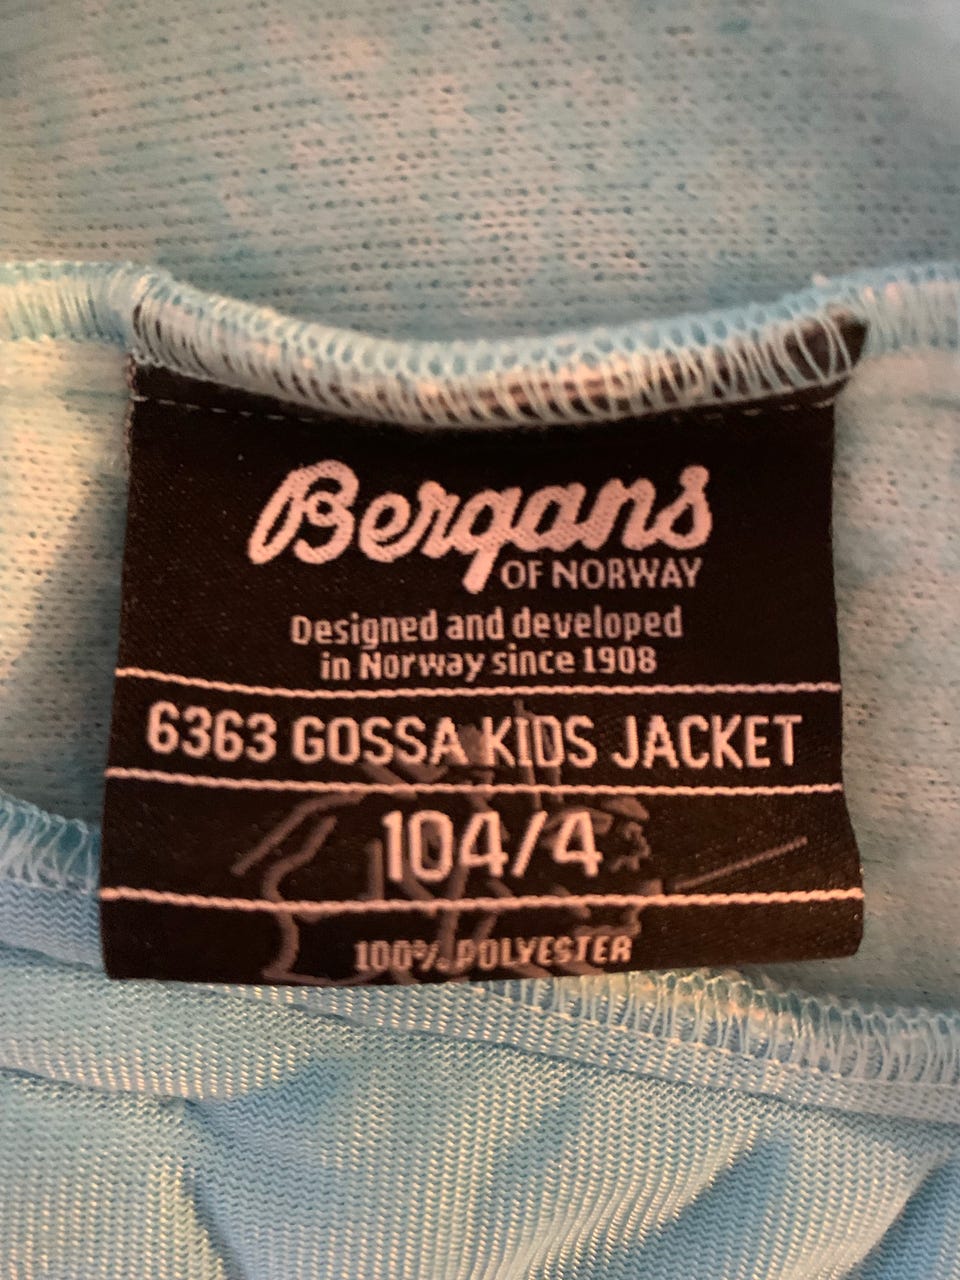 Bergans
OF NORWAY
Designed and developed
in Norway since 1908
6363 GOSSA KIDS JACKET
104/4
100% POLYESTER